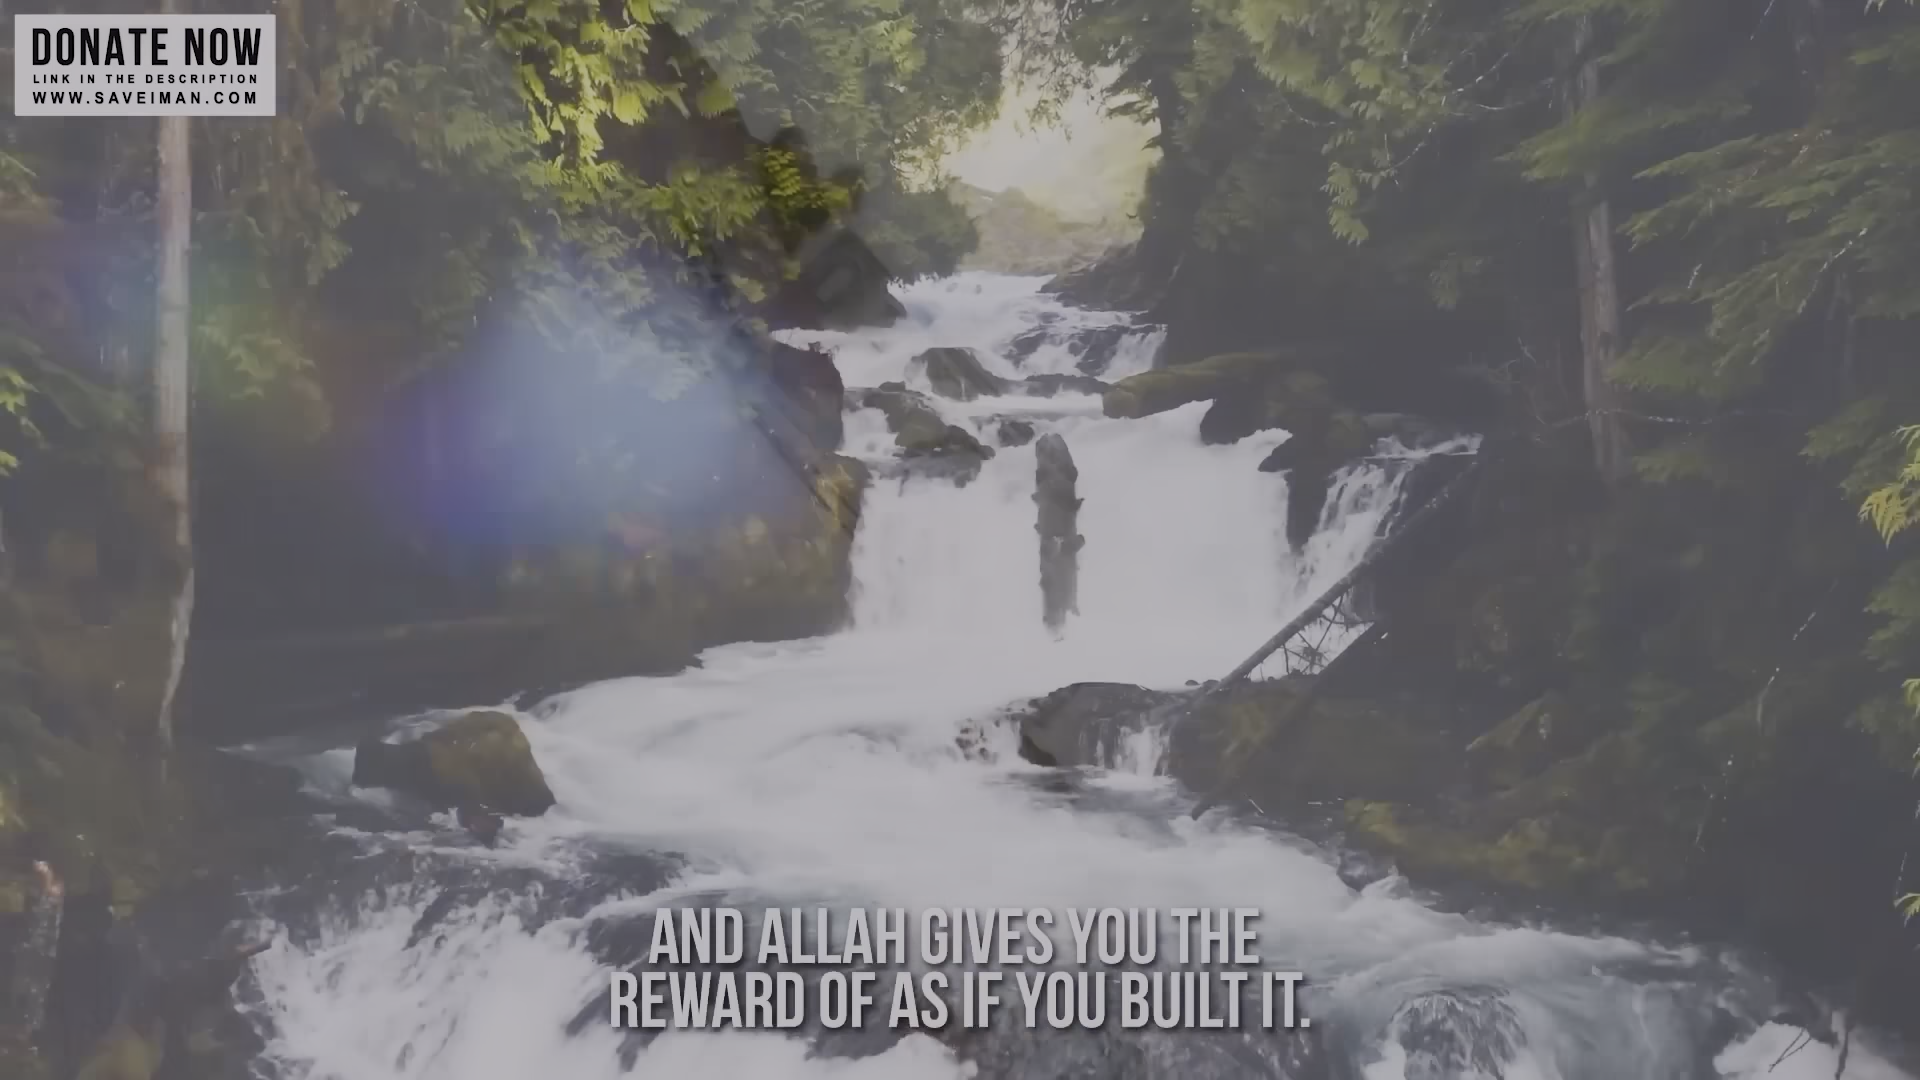 DONATE NOW
LINK IN THE DESCRIPTION
WWW.SAVEIMAN.COM
AND ALLAH GIVES YOU THE
REWARD OF AS IF YOU BUILT IT.